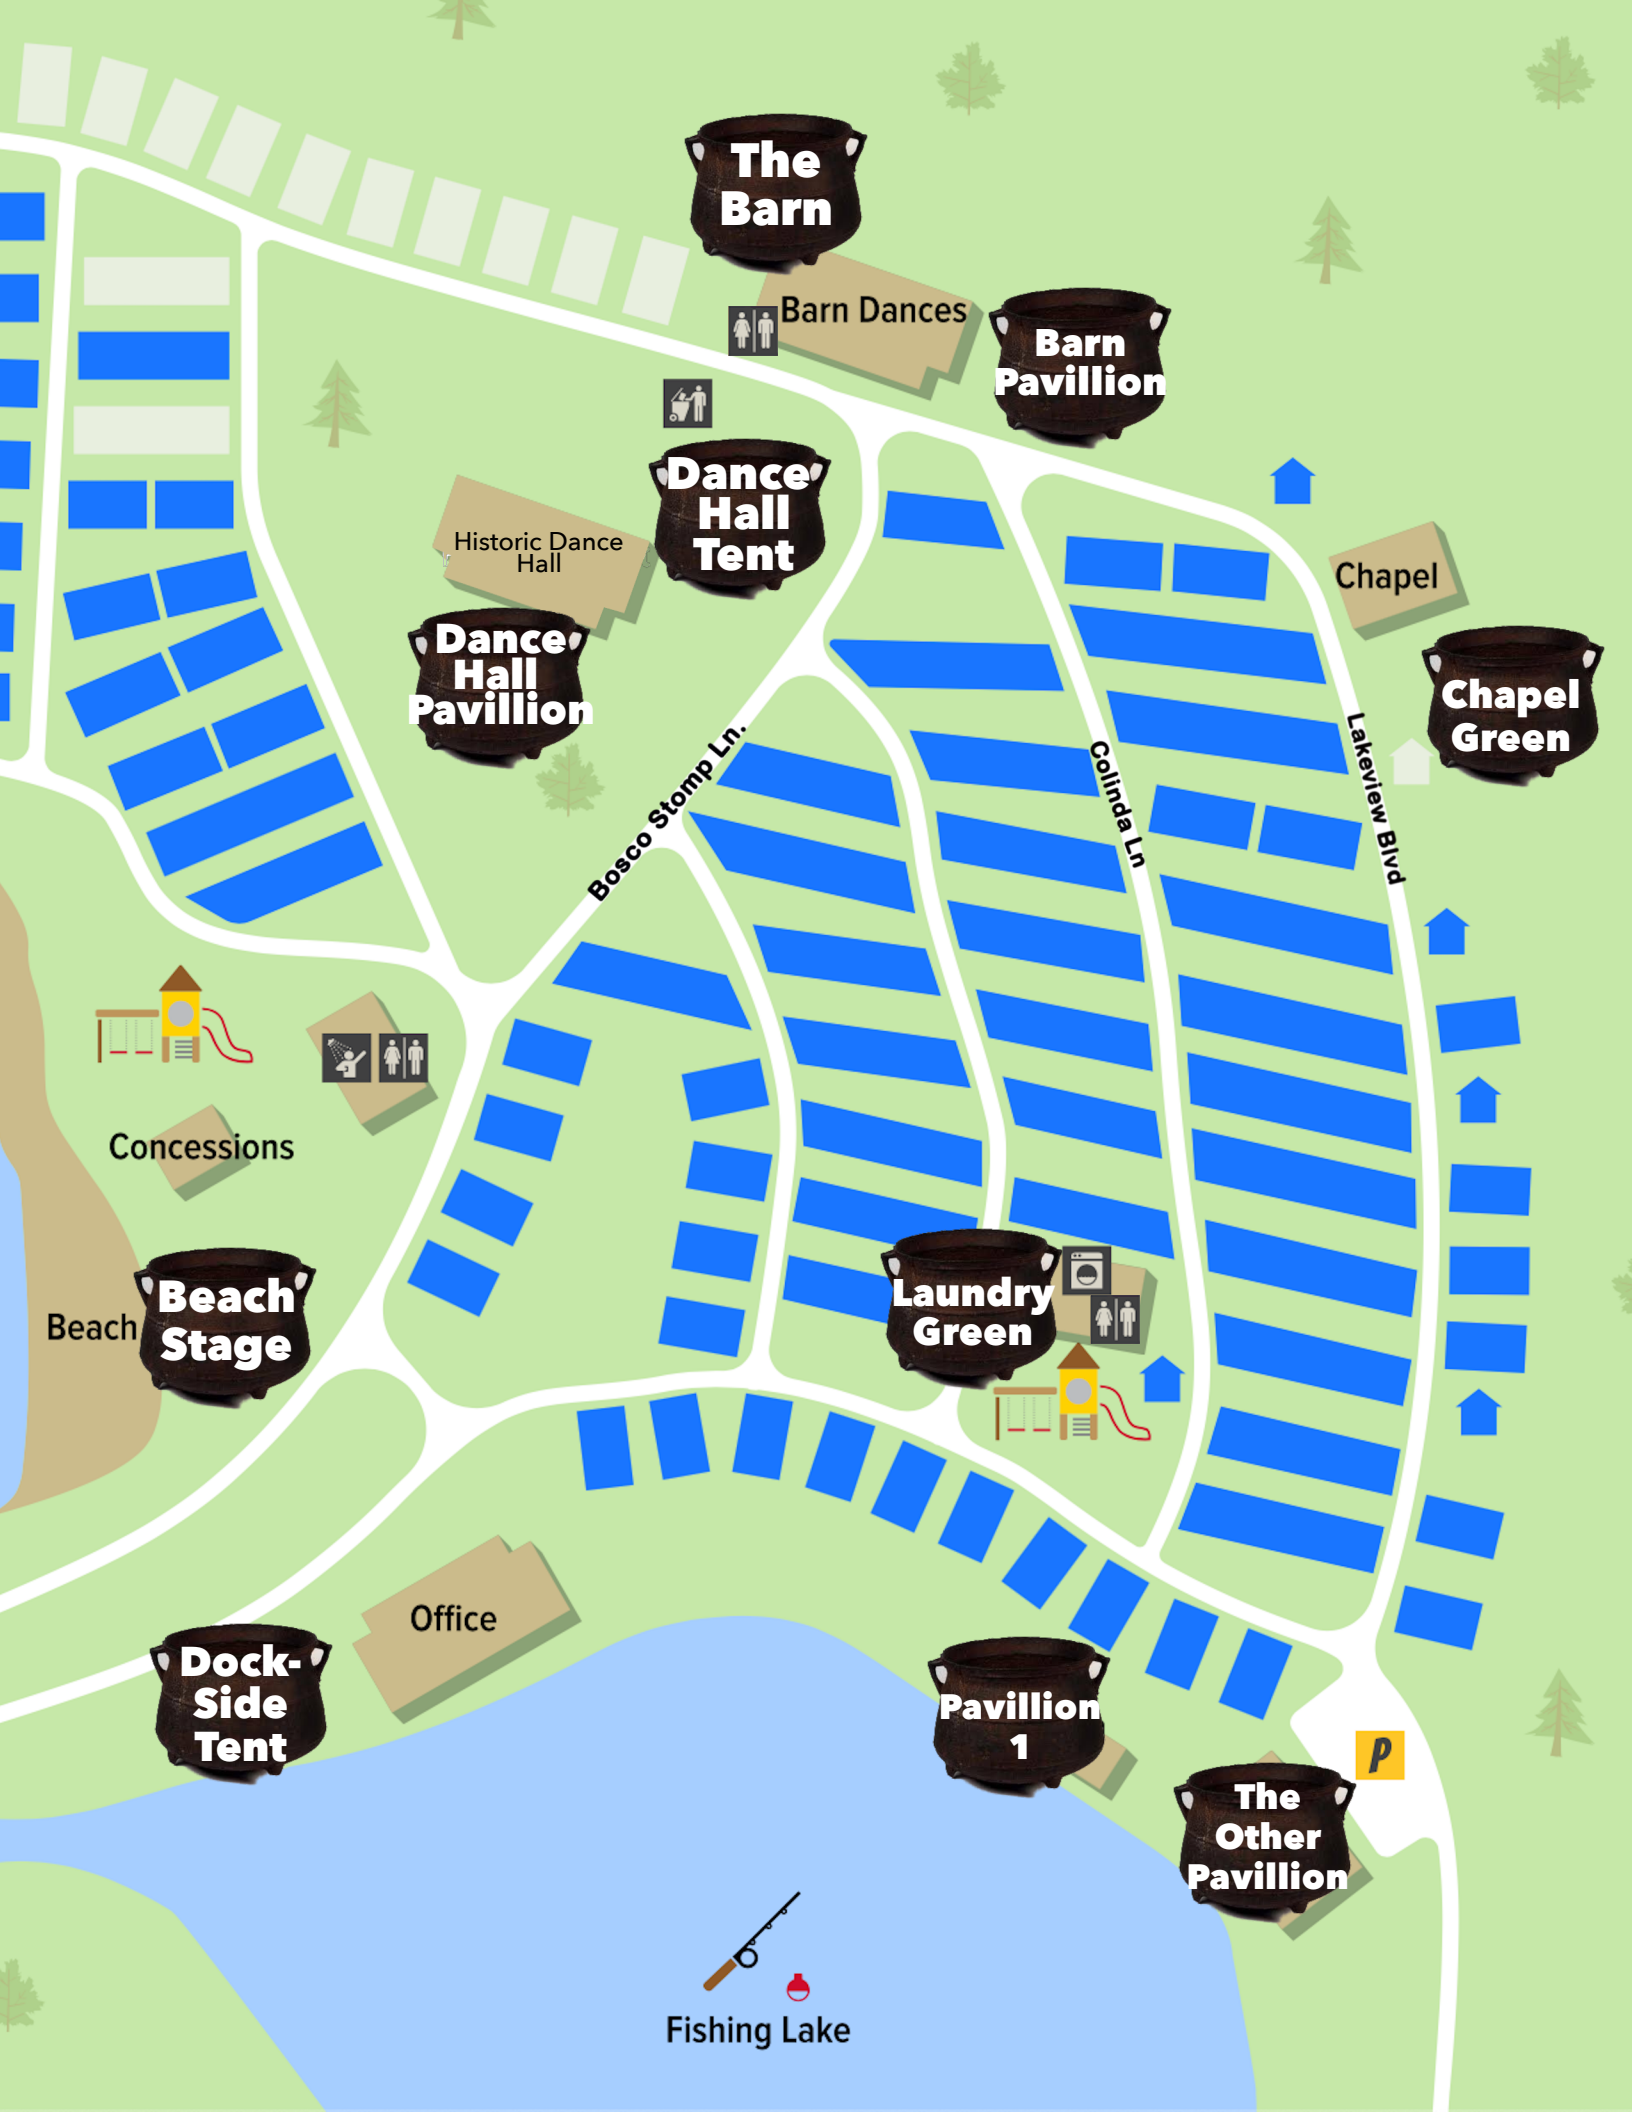 The
Barn
Barn Dances
Barn
Pavillion
Dance
Hall
Tent
Historic Dance
Hall
Chapel
Dance
Hall
Pavillion
Chapel
Green
Bosco Stomp Ln.
Colinda Ln
Lakeview Blvd
Concessions
Beach
Stage
Beach
Laundry
Green
Office
Dock-
Side
Tent
Pavillion
1
P
The
Other
Pavillion
Fishing Lake